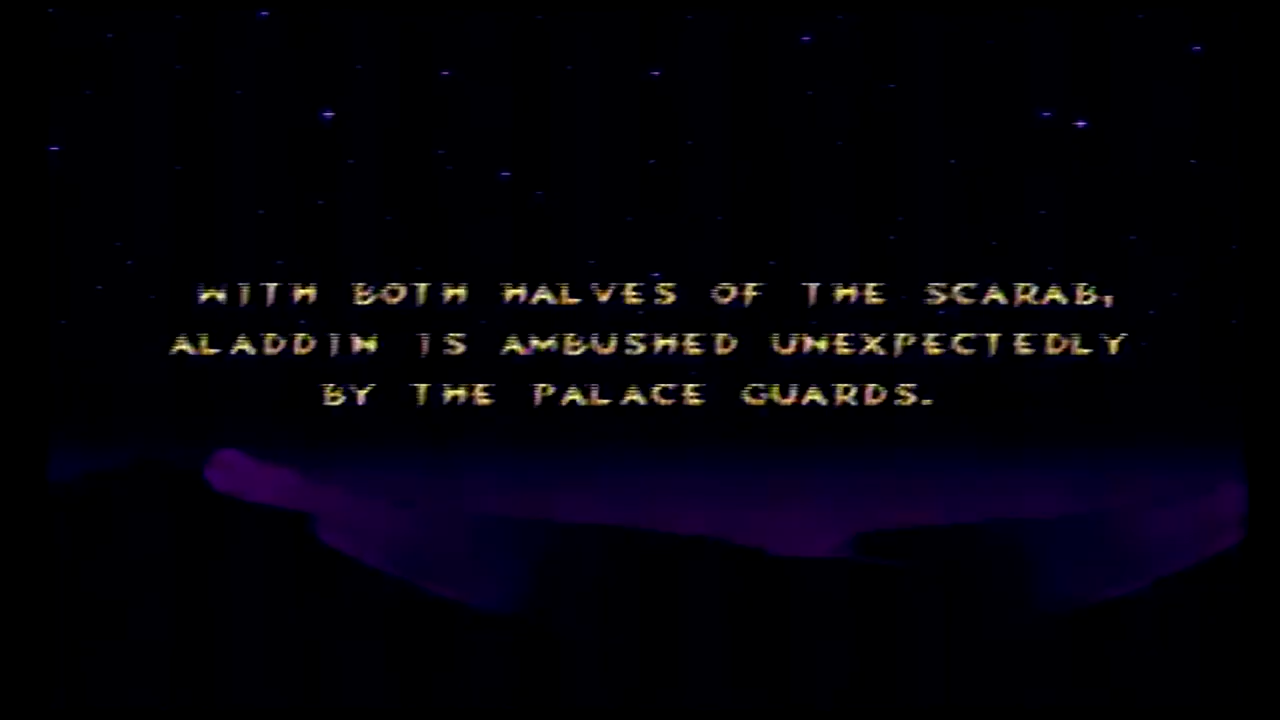 WITH BOTH HALVES OF THE SCARAB,
ALADDIN IS AMBUSHED UNEXPECTEDLY
BY THE PALACE GUARDS.